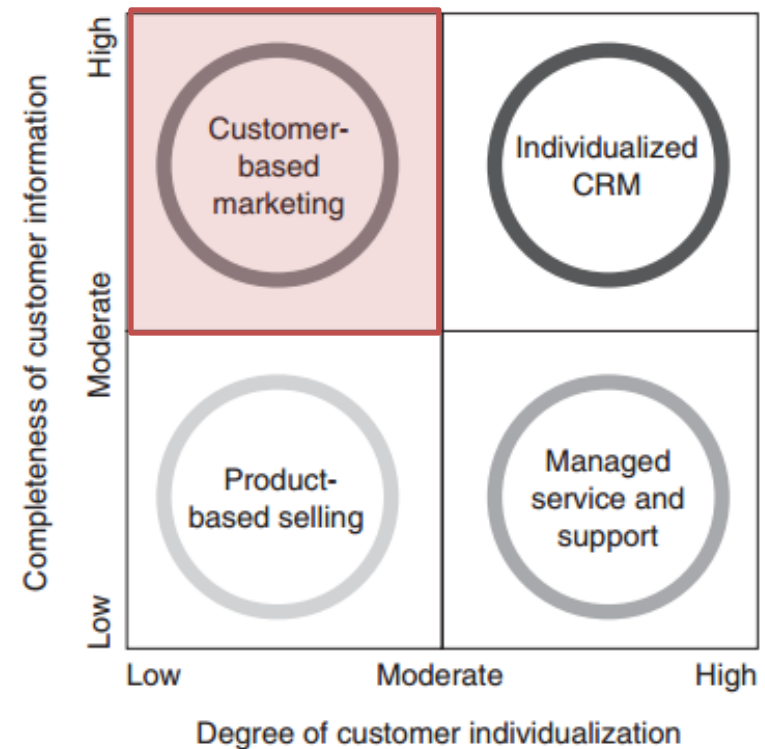 High
Moderate
Low
Completeness of customer information
Customer-
based
marketing
Individualized
CRM
Product-
based selling
Managed
service and
support
Low
Moderate
High
Degree of customer individualization